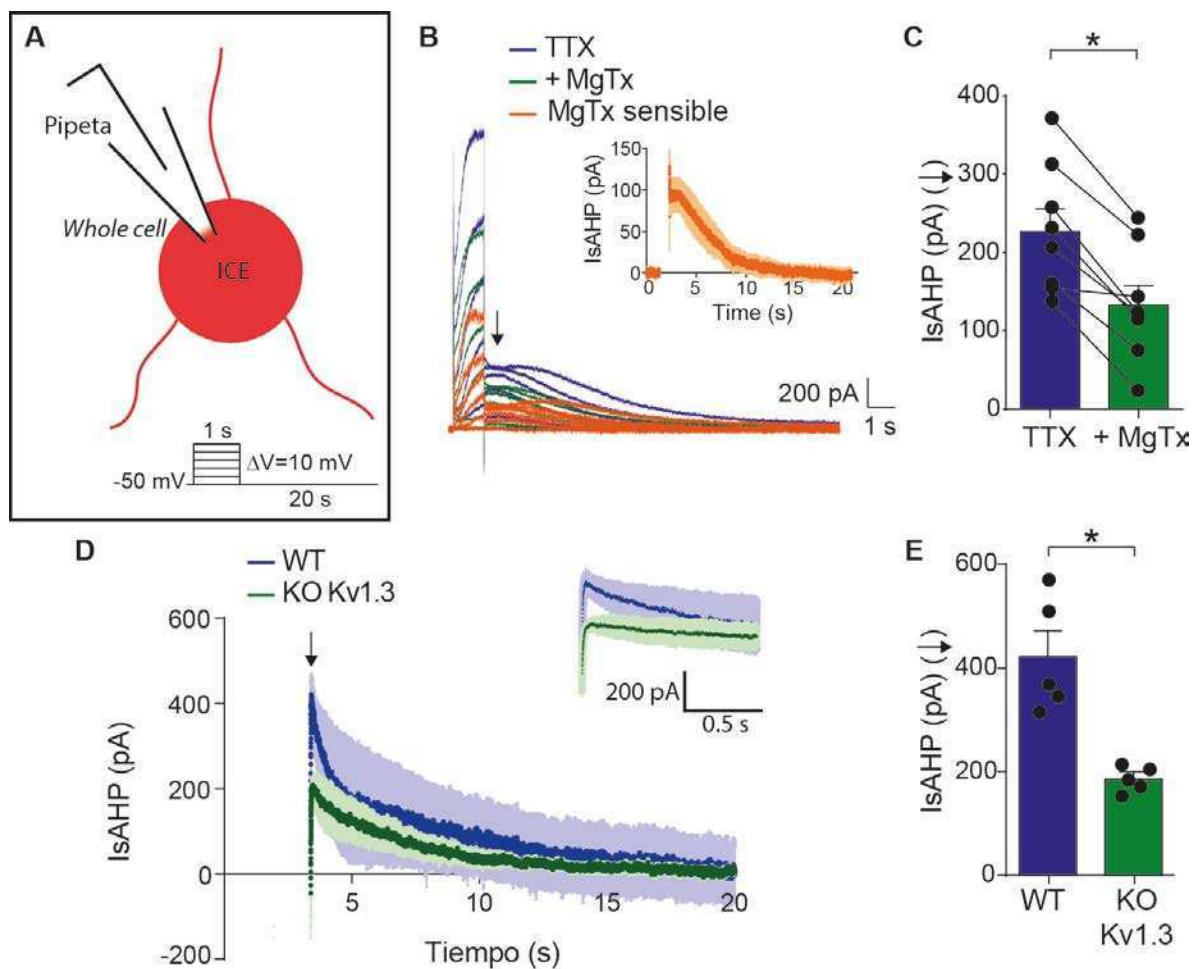 A
Pipeta
Whole cell
ICE
1 s
ΔV=10 mV
-50 mV
20 s
B
TTX
+ MgTx
MgTx sensible
IsAHP (pA)
150
100
50
0
0
5
10
15
20
Time (s)
200 pA
1 s
C
*
IsAHP (pA) (↓)
400
300
200
100
0
TTX
+ MgTx
D
WT
KO Kv1.3
IsAHP (pA)
600
400
200
0
-200
5
10
15
20
Tiempo (s)
200 pA
0.5 s
E
*
IsAHP (pA) (↓)
600
400
200
0
WT
KO
Kv1.3